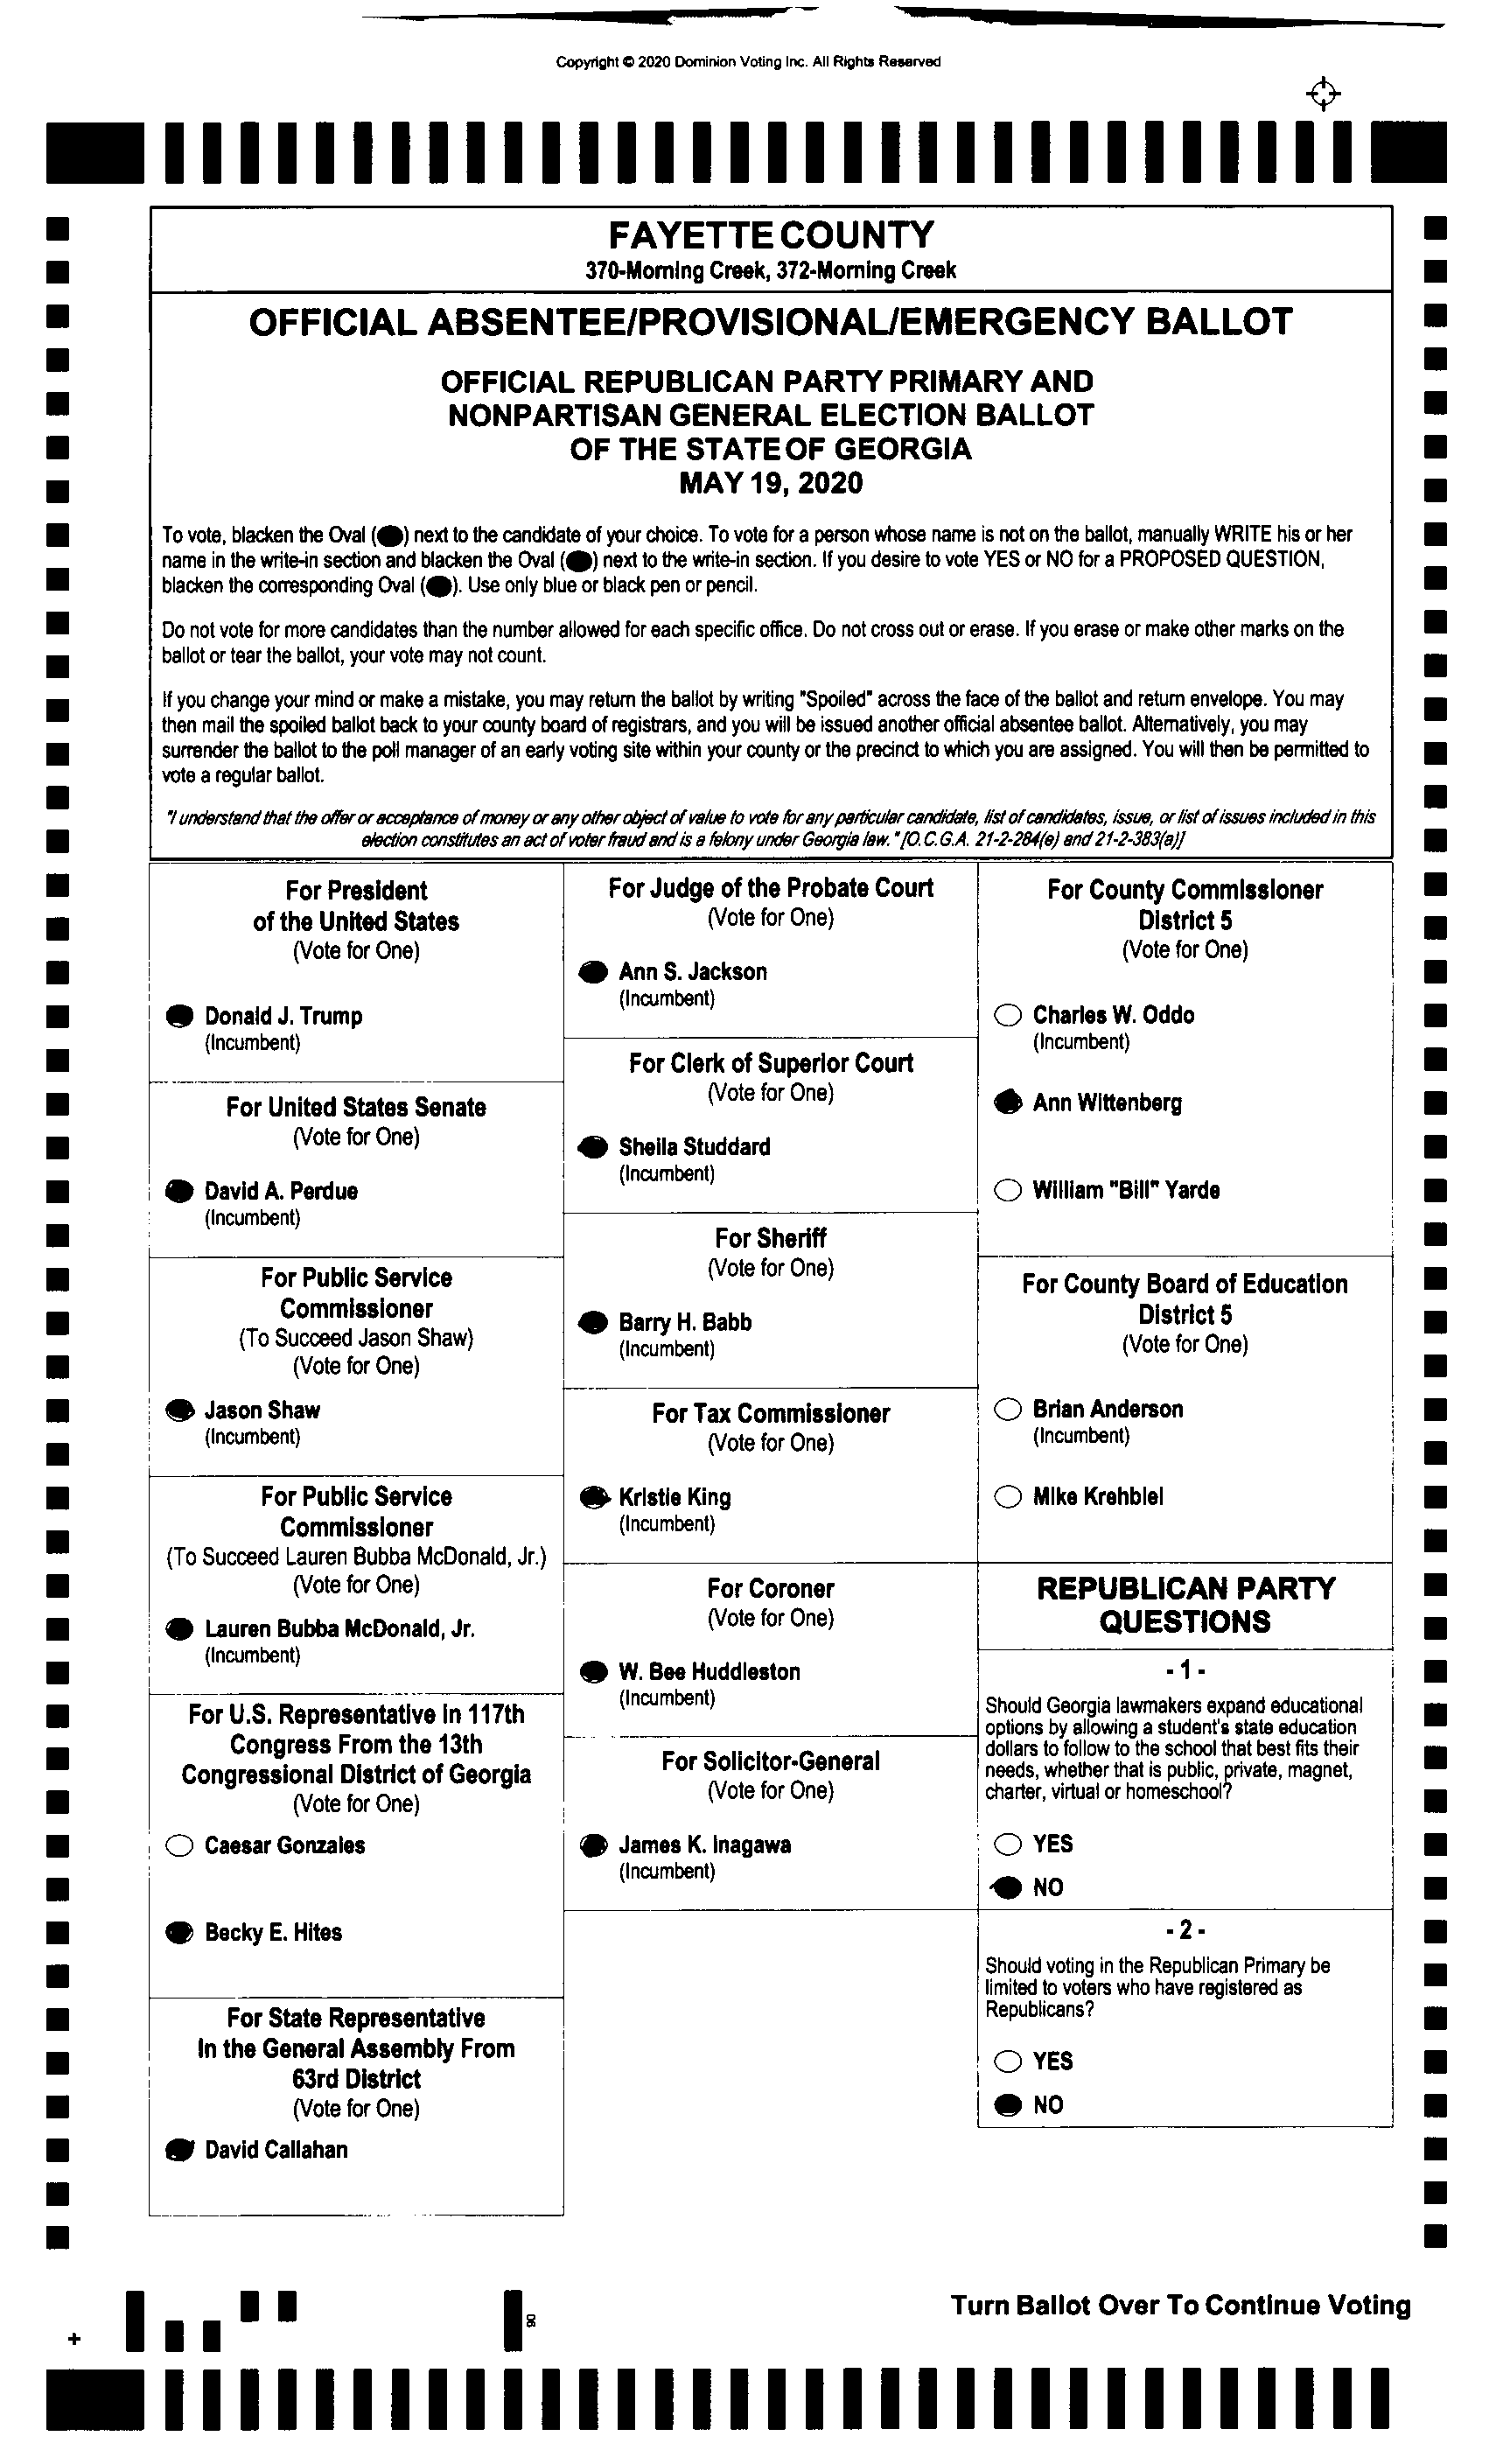 Copyright © 2020 Dominion Voting Inc. All Rights Reserved
FAYETTE COUNTY
370-Morning Creek, 372-Morning Creek
OFFICIAL ABSENTEE/PROVISIONAL/EMERGENCY BALLOT
OFFICIAL REPUBLICAN PARTY PRIMARY AND
NONPARTISAN GENERAL ELECTION BALLOT
OF THE STATE OF GEORGIA
MAY 19, 2020
To vote, blacken the Oval (⬬) next to the candidate of your choice. To vote for a person whose name is not on the ballot, manually WRITE his or her
name in the write-in section and blacken the Oval (⬬) next to the write-in section. If you desire to vote YES or NO for a PROPOSED QUESTION,
blacken the corresponding Oval (⬬). Use only blue or black pen or pencil.
Do not vote for more candidates than the number allowed for each specific office. Do not cross out or erase. If you erase or make other marks on the
ballot or tear the ballot, your vote may not count.
If you change your mind or make a mistake, you may return the ballot by writing "Spoiled" across the face of the ballot and return envelope. You may
then mail the spoiled ballot back to your county board of registrars, and you will be issued another official absentee ballot. Alternatively, you may
surrender the ballot to the poll manager of an early voting site within your county or the precinct to which you are assigned. You will then be permitted to
vote a regular ballot.
"I understand that the offer or acceptance of money or any other object of value to vote for any particular candidate, list of candidates, issue, or list of issues included in this
election constitutes an act of voter fraud and is a felony under Georgia law." [O.C.G.A. 21-2-284(e) and 21-2-383(a)]
For President
of the United States
(Vote for One)
Donald J. Trump
(Incumbent)
For United States Senate
(Vote for One)
David A. Perdue
(Incumbent)
For Public Service
Commissioner
(To Succeed Jason Shaw)
(Vote for One)
Jason Shaw
(Incumbent)
For Public Service
Commissioner
(To Succeed Lauren Bubba McDonald, Jr.)
(Vote for One)
Lauren Bubba McDonald, Jr.
(Incumbent)
For U.S. Representative in 117th
Congress From the 13th
Congressional District of Georgia
(Vote for One)
Caesar Gonzales
Becky E. Hites
For State Representative
In the General Assembly From
63rd District
(Vote for One)
David Callahan
For Judge of the Probate Court
(Vote for One)
Ann S. Jackson
(Incumbent)
For Clerk of Superior Court
(Vote for One)
Sheila Studdard
(Incumbent)
For Sheriff
(Vote for One)
Barry H. Babb
(Incumbent)
For Tax Commissioner
(Vote for One)
Kristie King
(Incumbent)
For Coroner
(Vote for One)
W. Bee Huddleston
(Incumbent)
For Solicitor-General
(Vote for One)
James K. Inagawa
(Incumbent)
For County Commissioner
District 5
(Vote for One)
Charles W. Oddo
(Incumbent)
Ann Wittenberg
William "Bill" Yarde
For County Board of Education
District 5
(Vote for One)
Brian Anderson
(Incumbent)
Mike Krehbiel
REPUBLICAN PARTY
QUESTIONS
- 1 -
Should Georgia lawmakers expand educational
options by allowing a student's state education
dollars to follow to the school that best fits their
needs, whether that is public, private, magnet,
charter, virtual or homeschool?
YES
NO
- 2 -
Should voting in the Republican Primary be
limited to voters who have registered as
Republicans?
YES
NO
Turn Ballot Over To Continue Voting